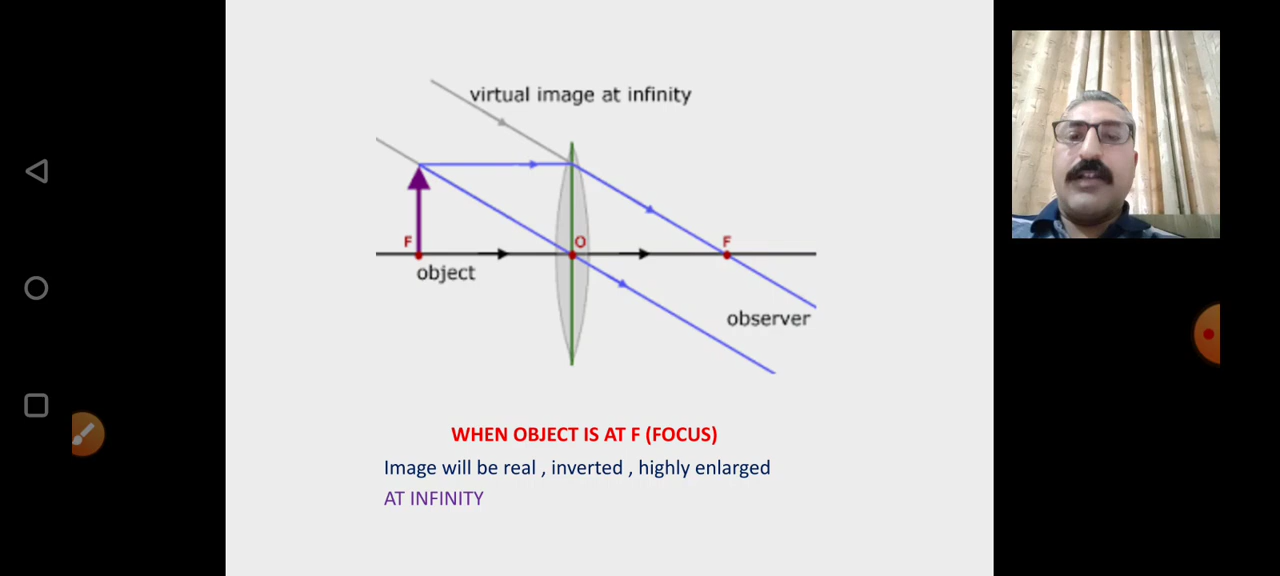 virtual image at infinity
F
O
F
object
observer
WHEN OBJECT IS AT F (FOCUS)
Image will be real , inverted , highly enlarged
AT INFINITY